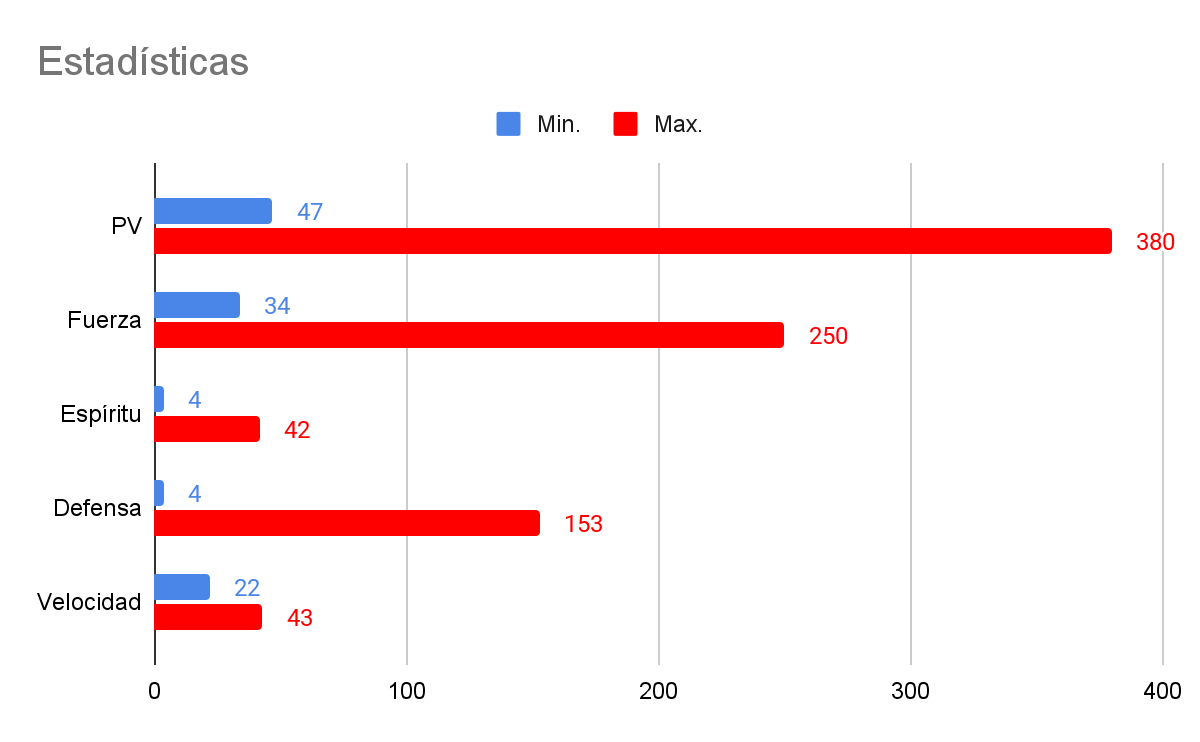 Estadísticas
Min. Max.
PV 47
380
Fuerza 34
250
Espíritu 4
42
Defensa 4
153
Velocidad 22
43
0 100 200 300 400